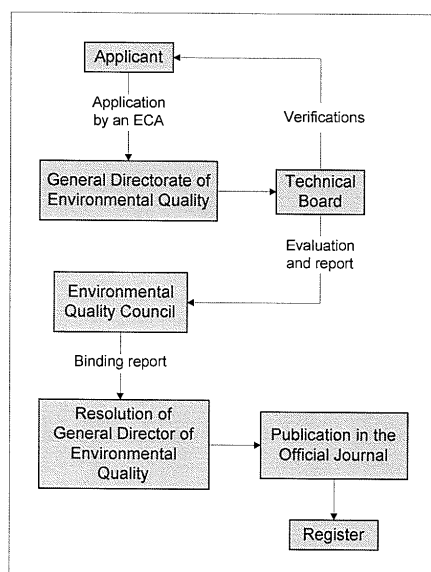 Applicant
Application
by an ECA
Verifications
General Directorate of
Environmental Quality
Technical
Board
Evaluation
and report
Environmental
Quality Council
Binding report
Resolution of
General Director of
Environmental
Quality
Publication in the
Official Journal
Register